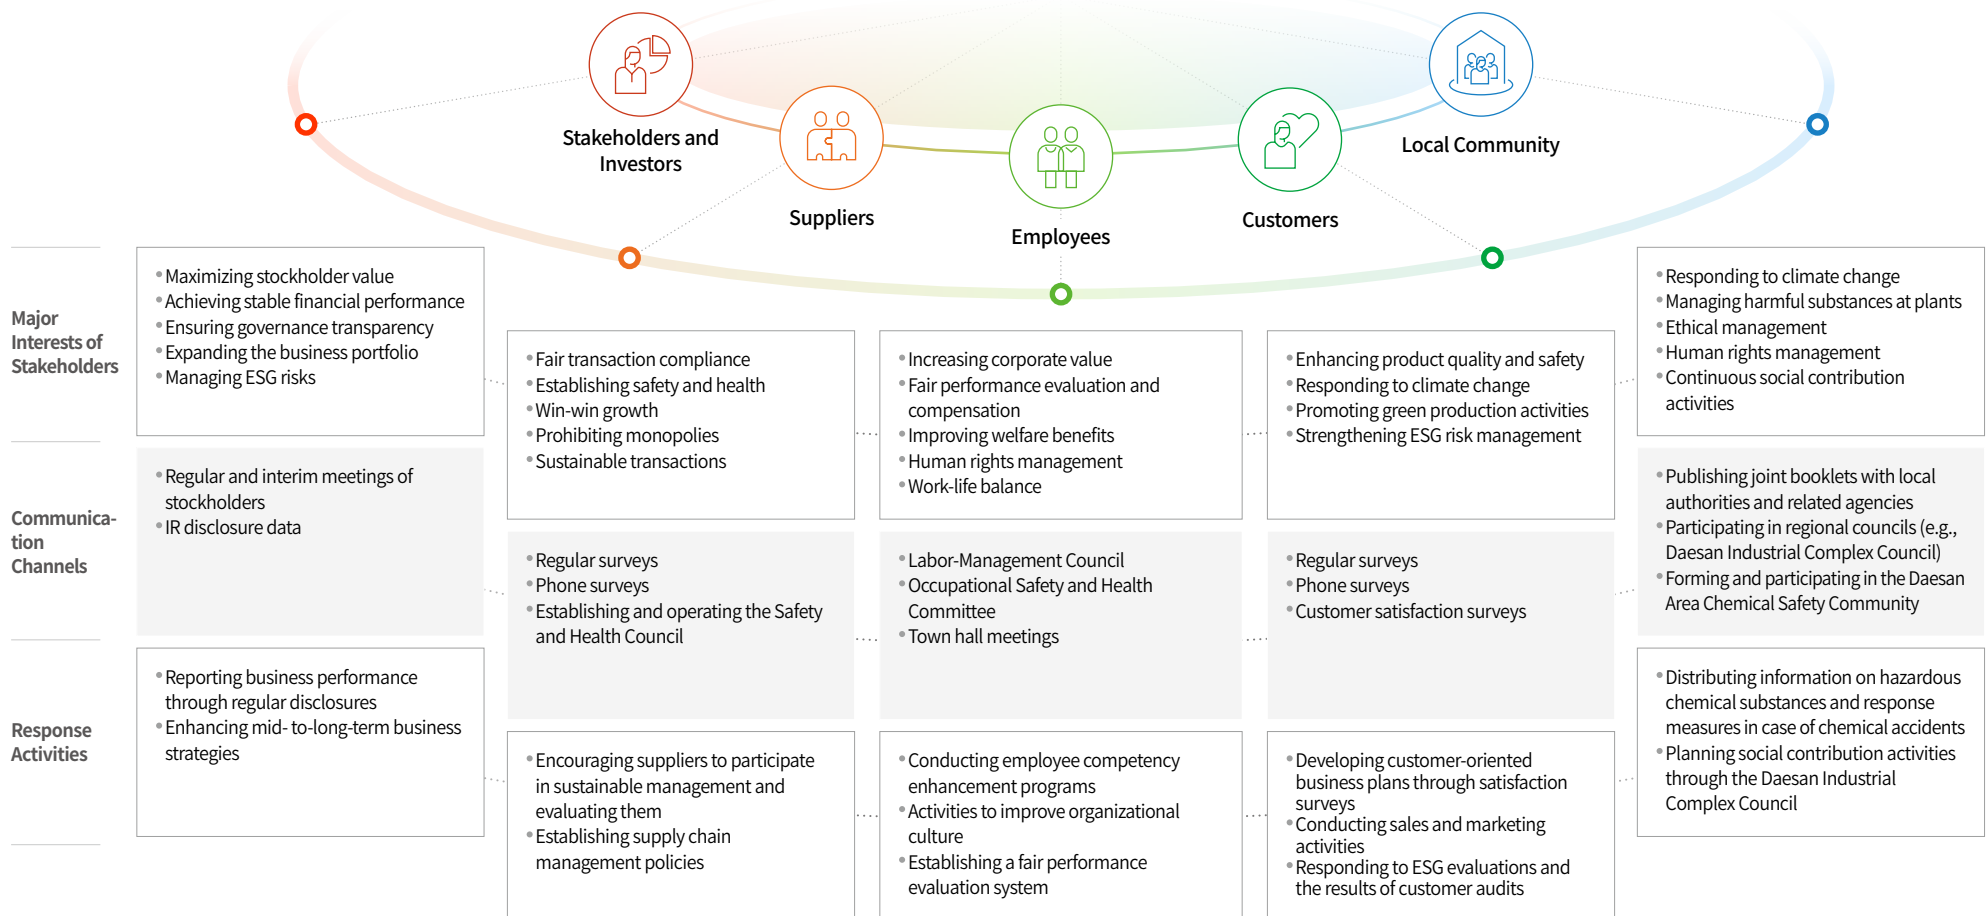 Stakeholders and
Investors
Suppliers
Employees
Customers
Local Community
Major
Interests of
Stakeholders
• Maximizing stockholder value
• Achieving stable financial performance
• Ensuring governance transparency
• Expanding the business portfolio
• Managing ESG risks
• Fair transaction compliance
• Establishing safety and health
• Win-win growth
• Prohibiting monopolies
• Sustainable transactions
• Increasing corporate value
• Fair performance evaluation and
compensation
• Improving welfare benefits
• Human rights management
• Work-life balance
• Enhancing product quality and safety
• Responding to climate change
• Promoting green production activities
• Strengthening ESG risk management
• Responding to climate change
• Managing harmful substances at plants
• Ethical management
• Human rights management
• Continuous social contribution
activities
Communica-
tion
Channels
• Regular and interim meetings of
stockholders
• IR disclosure data
• Regular surveys
• Phone surveys
• Establishing and operating the Safety
and Health Council
• Labor-Management Council
• Occupational Safety and Health
Committee
• Town hall meetings
• Regular surveys
• Phone surveys
• Customer satisfaction surveys
• Publishing joint booklets with local
authorities and related agencies
• Participating in regional councils (e.g.,
Daesan Industrial Complex Council)
• Forming and participating in the Daesan
Area Chemical Safety Community
Response
Activities
• Reporting business performance
through regular disclosures
• Enhancing mid- to-long-term business
strategies
• Encouraging suppliers to participate
in sustainable management and
evaluating them
• Establishing supply chain
management policies
• Conducting employee competency
enhancement programs
• Activities to improve organizational
culture
• Establishing a fair performance
evaluation system
• Developing customer-oriented
business plans through satisfaction
surveys
• Conducting sales and marketing
activities
• Responding to ESG evaluations and
the results of customer audits
• Distributing information on hazardous
chemical substances and response
measures in case of chemical accidents
• Planning social contribution activities
through the Daesan Industrial
Complex Council